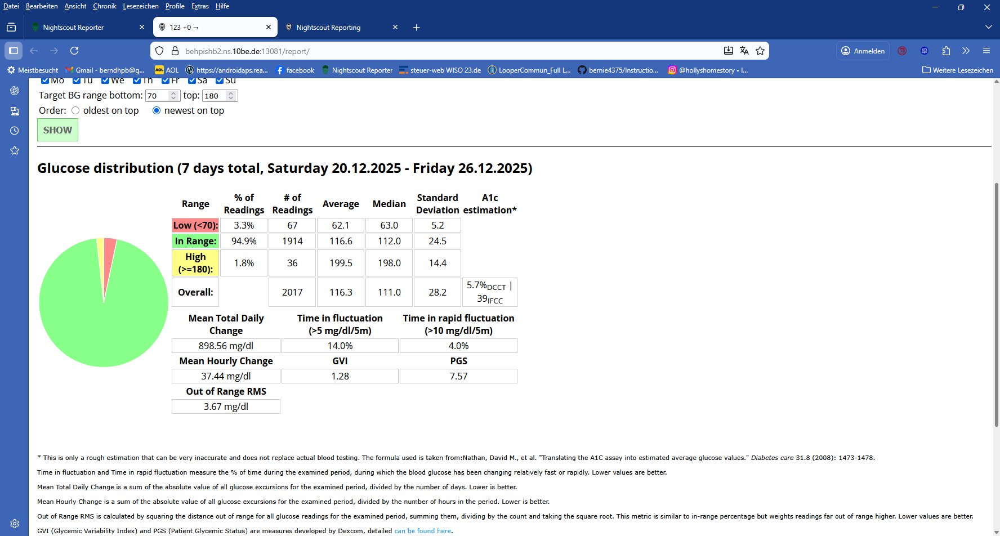 Datei Bearbeiten Ansicht Chronik Lesezeichen Profile Extras Hilfe
Nightscout Reporter
123 +0 →
Nightscout Reporting
behpishb2.ns.10be.de:13081/report/
Anmelden
Meistbesucht
Gmail - berndhpb@g...
AOL
https://androidaps.rea...
facebook
Nightscout Reporter
steuer-web WISO 23.de
LooperCommun_Full L...
bernie4375/Instructio...
@hollyshomestory • I...
Weitere Lesezeichen
Mo Tu We Th Fr Sa Su
Target BG range bottom: 70 top: 180
Order: oldest on top newest on top
SHOW
Glucose distribution (7 days total, Saturday 20.12.2025 - Friday 26.12.2025)
Range % of Readings # of Readings Average Median Standard Deviation A1c estimation*
Low (<70): 3.3% 67 62.1 63.0 5.2
In Range: 94.9% 1914 116.6 112.0 24.5
High (>=180): 1.8% 36 199.5 198.0 14.4
Overall: 2017 116.3 111.0 28.2 5.7%DCCT | 39IFCC
Mean Total Daily Change Time in fluctuation (>5 mg/dl/5m) Time in rapid fluctuation (>10 mg/dl/5m)
898.56 mg/dl 14.0% 4.0%
Mean Hourly Change GVI PGS
37.44 mg/dl 1.28 7.57
Out of Range RMS
3.67 mg/dl
* This is only a rough estimation that can be very inaccurate and does not replace actual blood testing. The formula used is taken from:Nathan, David M., et al. "Translating the A1C assay into estimated average glucose values." Diabetes care 31.8 (2008): 1473-1478.
Time in fluctuation and Time in rapid fluctuation measure the % of time during the examined period, during which the blood glucose has been changing relatively fast or rapidly. Lower values are better.
Mean Total Daily Change is a sum of the absolute value of all glucose excursions for the examined period, divided by the number of days. Lower is better.
Mean Hourly Change is a sum of the absolute value of all glucose excursions for the examined period, divided by the number of hours in the period. Lower is better.
Out of Range RMS is calculated by squaring the distance out of range for all glucose readings for the examined period, summing them, dividing by the count and taking the square root. This metric is similar to in-range percentage but weights readings far out of range higher. Lower values are better.
GVI (Glycemic Variability Index) and PGS (Patient Glycemic Status) are measures developed by Dexcom, detailed can be found here.